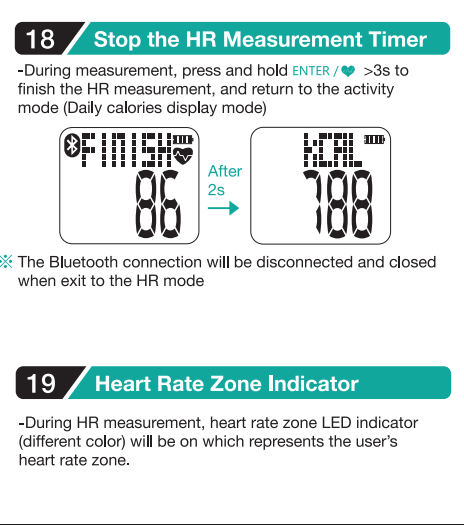 18 Stop the HR Measurement Timer
-During measurement, press and hold ENTER / >3s to
finish the HR measurement, and return to the activity
mode (Daily calories display mode)
FINISH
86
After
2s
KCAL
788
※ The Bluetooth connection will be disconnected and closed
when exit to the HR mode
19 Heart Rate Zone Indicator
-During HR measurement, heart rate zone LED indicator
(different color) will be on which represents the user's
heart rate zone.